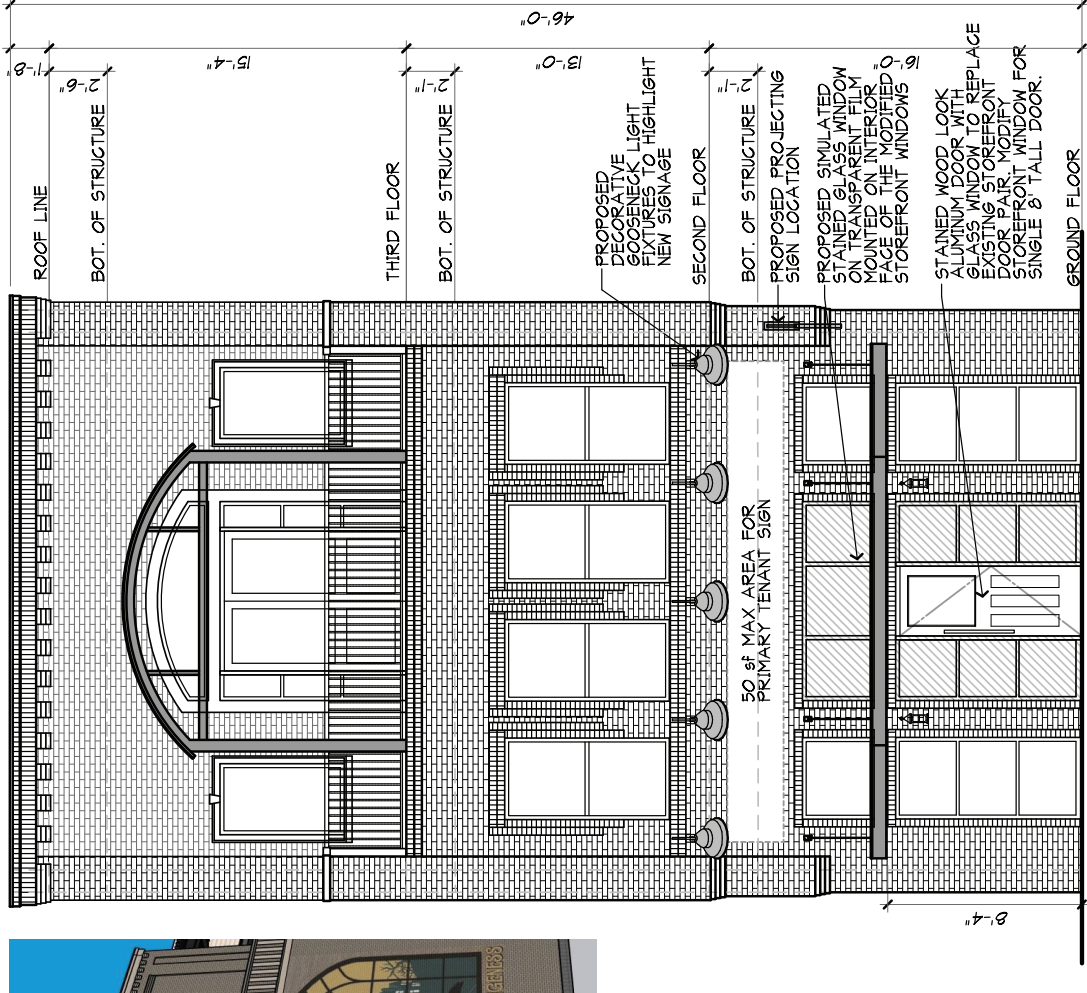 46'-0"
1'-8"
15'-4"
13'-0"
16'-0"
2'-6"
2'-1"
2'-1"
ROOF LINE
BOT. OF STRUCTURE
THIRD FLOOR
BOT. OF STRUCTURE
PROPOSED
DECORATIVE
GOOSENECK LIGHT
FIXTURES TO HIGHLIGHT
NEW SIGNAGE
SECOND FLOOR
BOT. OF STRUCTURE
PROPOSED PROJECTING
SIGN LOCATION
PROPOSED SIMULATED
STAINED GLASS WINDOW
ON TRANSPARENT FILM
MOUNTED ON INTERIOR
FACE OF THE MODIFIED
STOREFRONT WINDOWS
STAINED WOOD LOOK
ALUMINUM DOOR WITH
GLASS WINDOW TO REPLACE
EXISTING STOREFRONT
DOOR PAIR. MODIFY
STOREFRONT WINDOW FOR
SINGLE 8' TALL DOOR.
GROUND FLOOR
50 sf MAX AREA FOR
PRIMARY TENANT SIGN
8'-4"